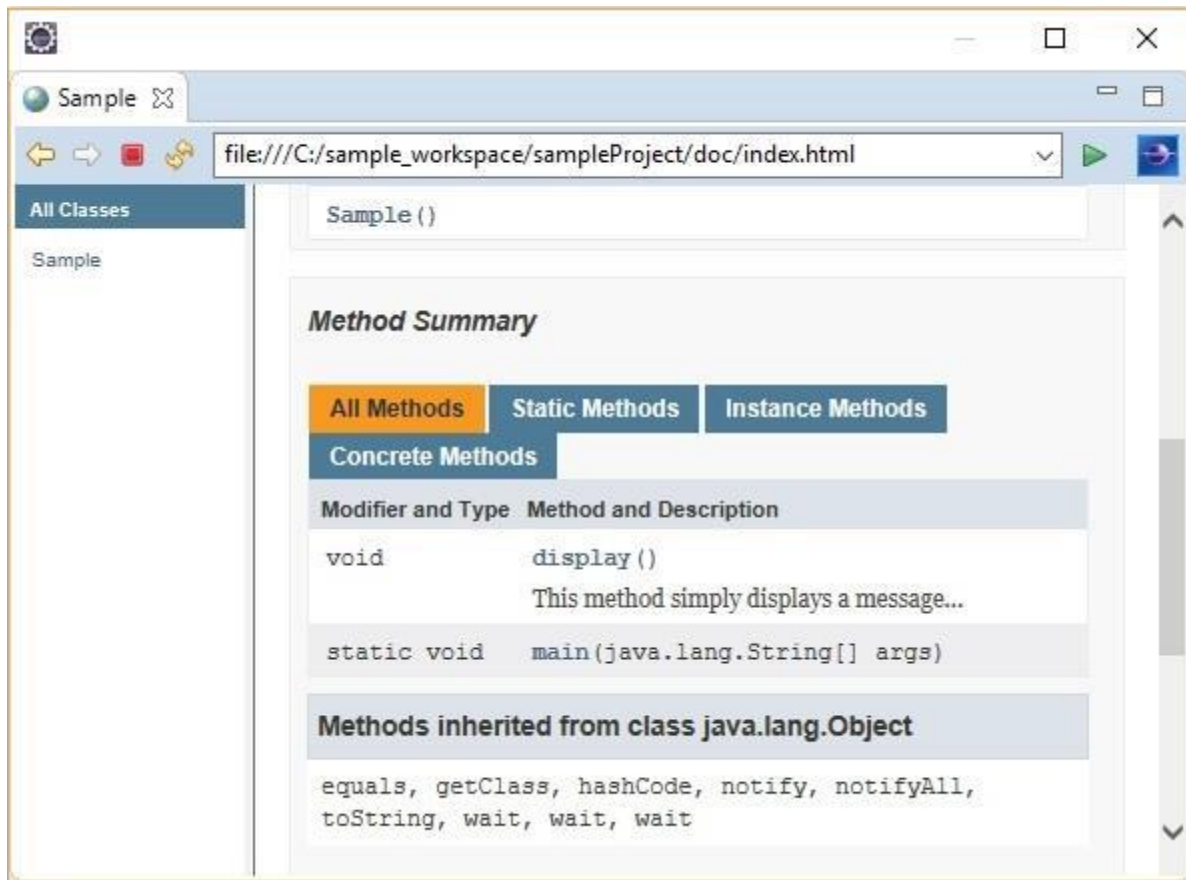 Sample
file:///C:/sample_workspace/sampleProject/doc/index.html
All Classes
Sample
Sample()
Method Summary
All Methods Static Methods Instance Methods
Concrete Methods
Modifier and Type Method and Description
void display()
This method simply displays a message...
static void main(java.lang.String[] args)
Methods inherited from class java.lang.Object
equals, getClass, hashCode, notify, notifyAll,
toString, wait, wait, wait